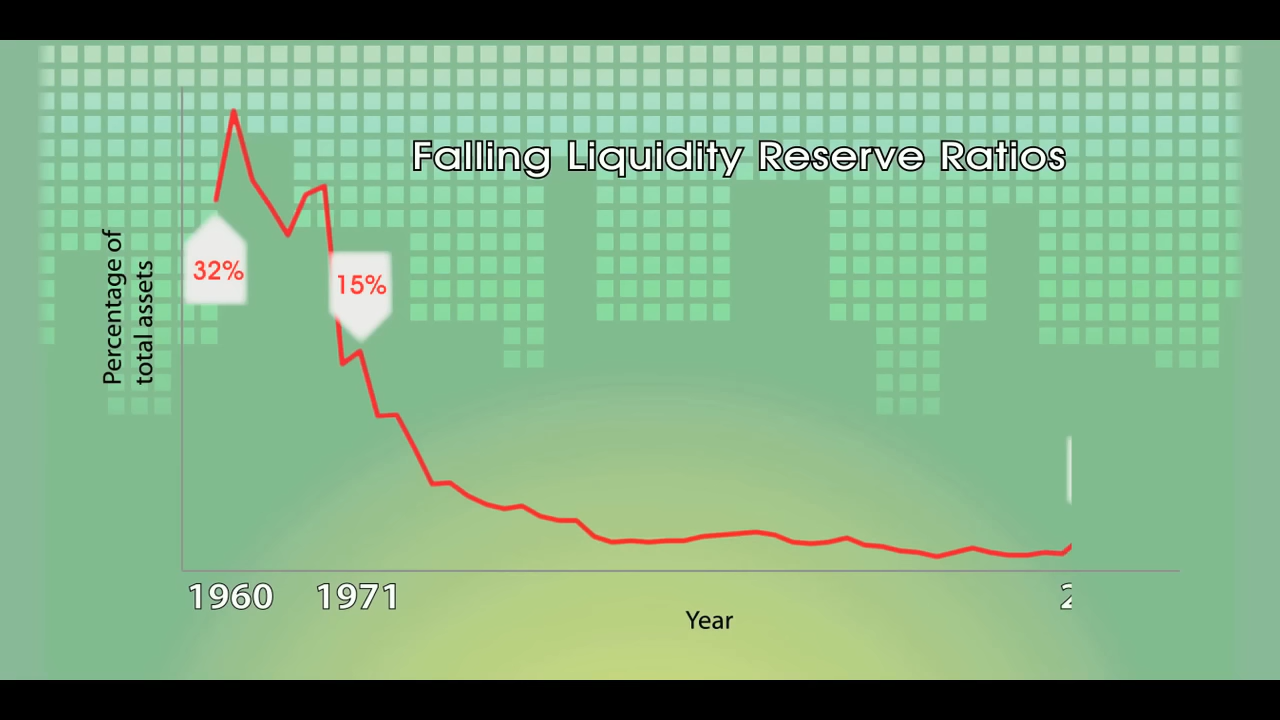 Falling Liquidity Reserve Ratios
Percentage of
total assets
32%
15%
1960
1971
Year